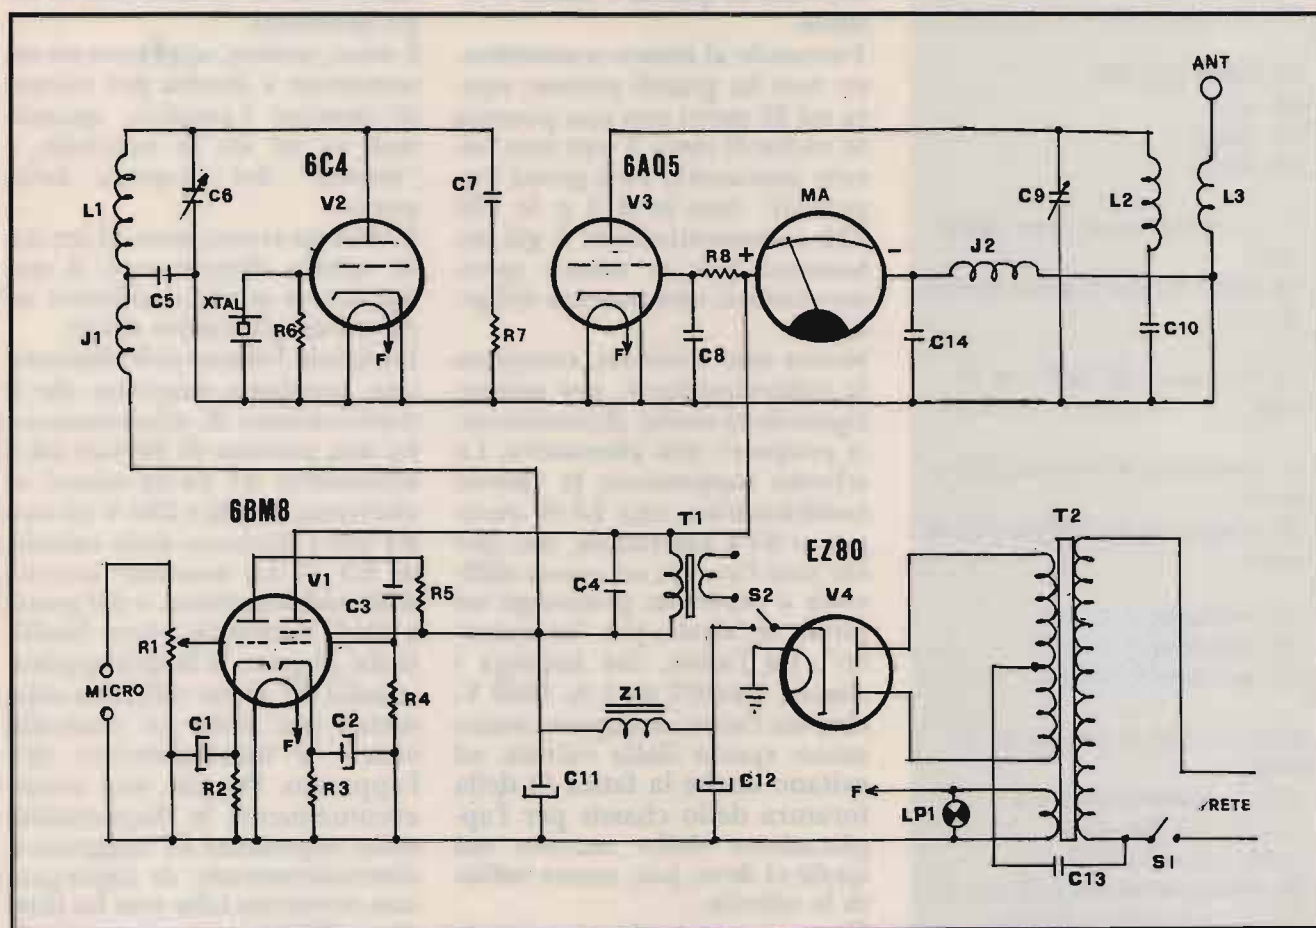 ANT
6C4
6AQ5
L1
C6
V2
C7
V3
MA
C9
L2
L3
R8
+
-
J2
C5
XTAL
R6
F
R7
F
C8
C14
C10
J1
6BM8
T1
EZ80
T2
V1
C3
R5
C4
S2
V4
R1
MICRO
R4
Z1
C1
F
C2
R2
R3
C11
C12
F
LP1
RETE
C13
S1